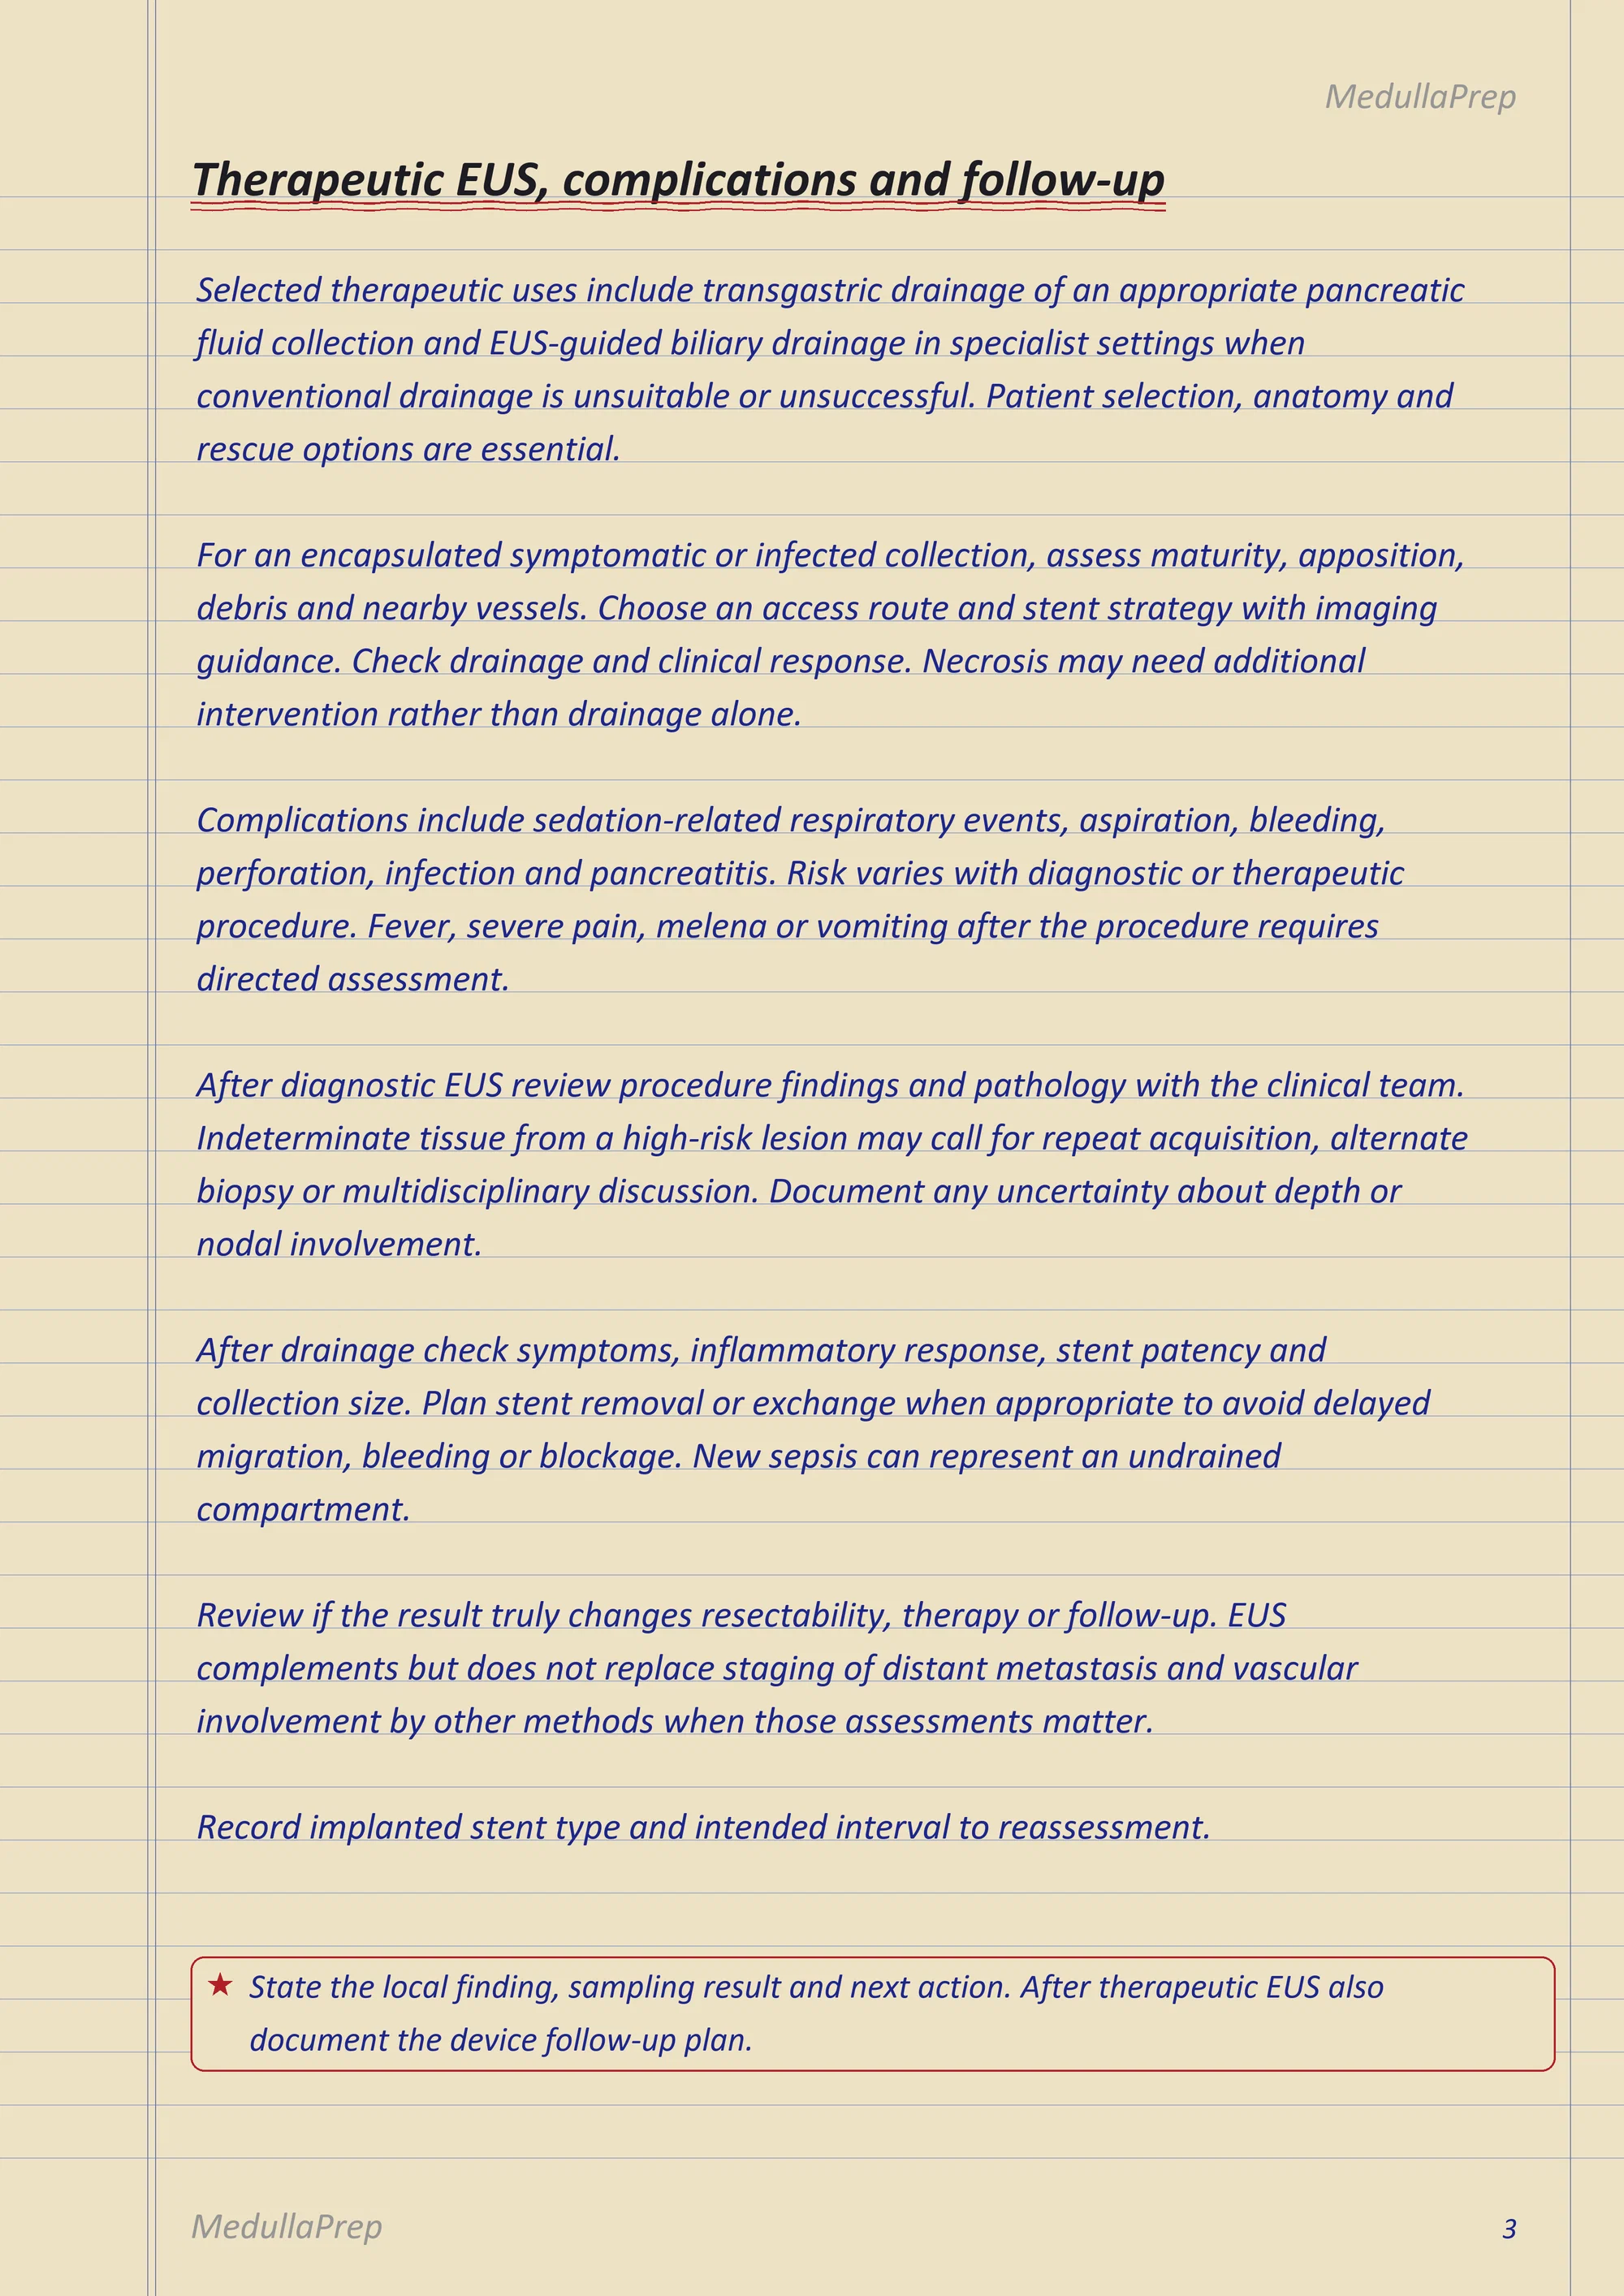 MedullaPrep
Therapeutic EUS, complications and follow-up
Selected therapeutic uses include transgastric drainage of an appropriate pancreatic
fluid collection and EUS-guided biliary drainage in specialist settings when
conventional drainage is unsuitable or unsuccessful. Patient selection, anatomy and
rescue options are essential.
For an encapsulated symptomatic or infected collection, assess maturity, apposition,
debris and nearby vessels. Choose an access route and stent strategy with imaging
guidance. Check drainage and clinical response. Necrosis may need additional
intervention rather than drainage alone.
Complications include sedation-related respiratory events, aspiration, bleeding,
perforation, infection and pancreatitis. Risk varies with diagnostic or therapeutic
procedure. Fever, severe pain, melena or vomiting after the procedure requires
directed assessment.
After diagnostic EUS review procedure findings and pathology with the clinical team.
Indeterminate tissue from a high-risk lesion may call for repeat acquisition, alternate
biopsy or multidisciplinary discussion. Document any uncertainty about depth or
nodal involvement.
After drainage check symptoms, inflammatory response, stent patency and
collection size. Plan stent removal or exchange when appropriate to avoid delayed
migration, bleeding or blockage. New sepsis can represent an undrained
compartment.
Review if the result truly changes resectability, therapy or follow-up. EUS
complements but does not replace staging of distant metastasis and vascular
involvement by other methods when those assessments matter.
Record implanted stent type and intended interval to reassessment.
★ State the local finding, sampling result and next action. After therapeutic EUS also
document the device follow-up plan.
MedullaPrep
3